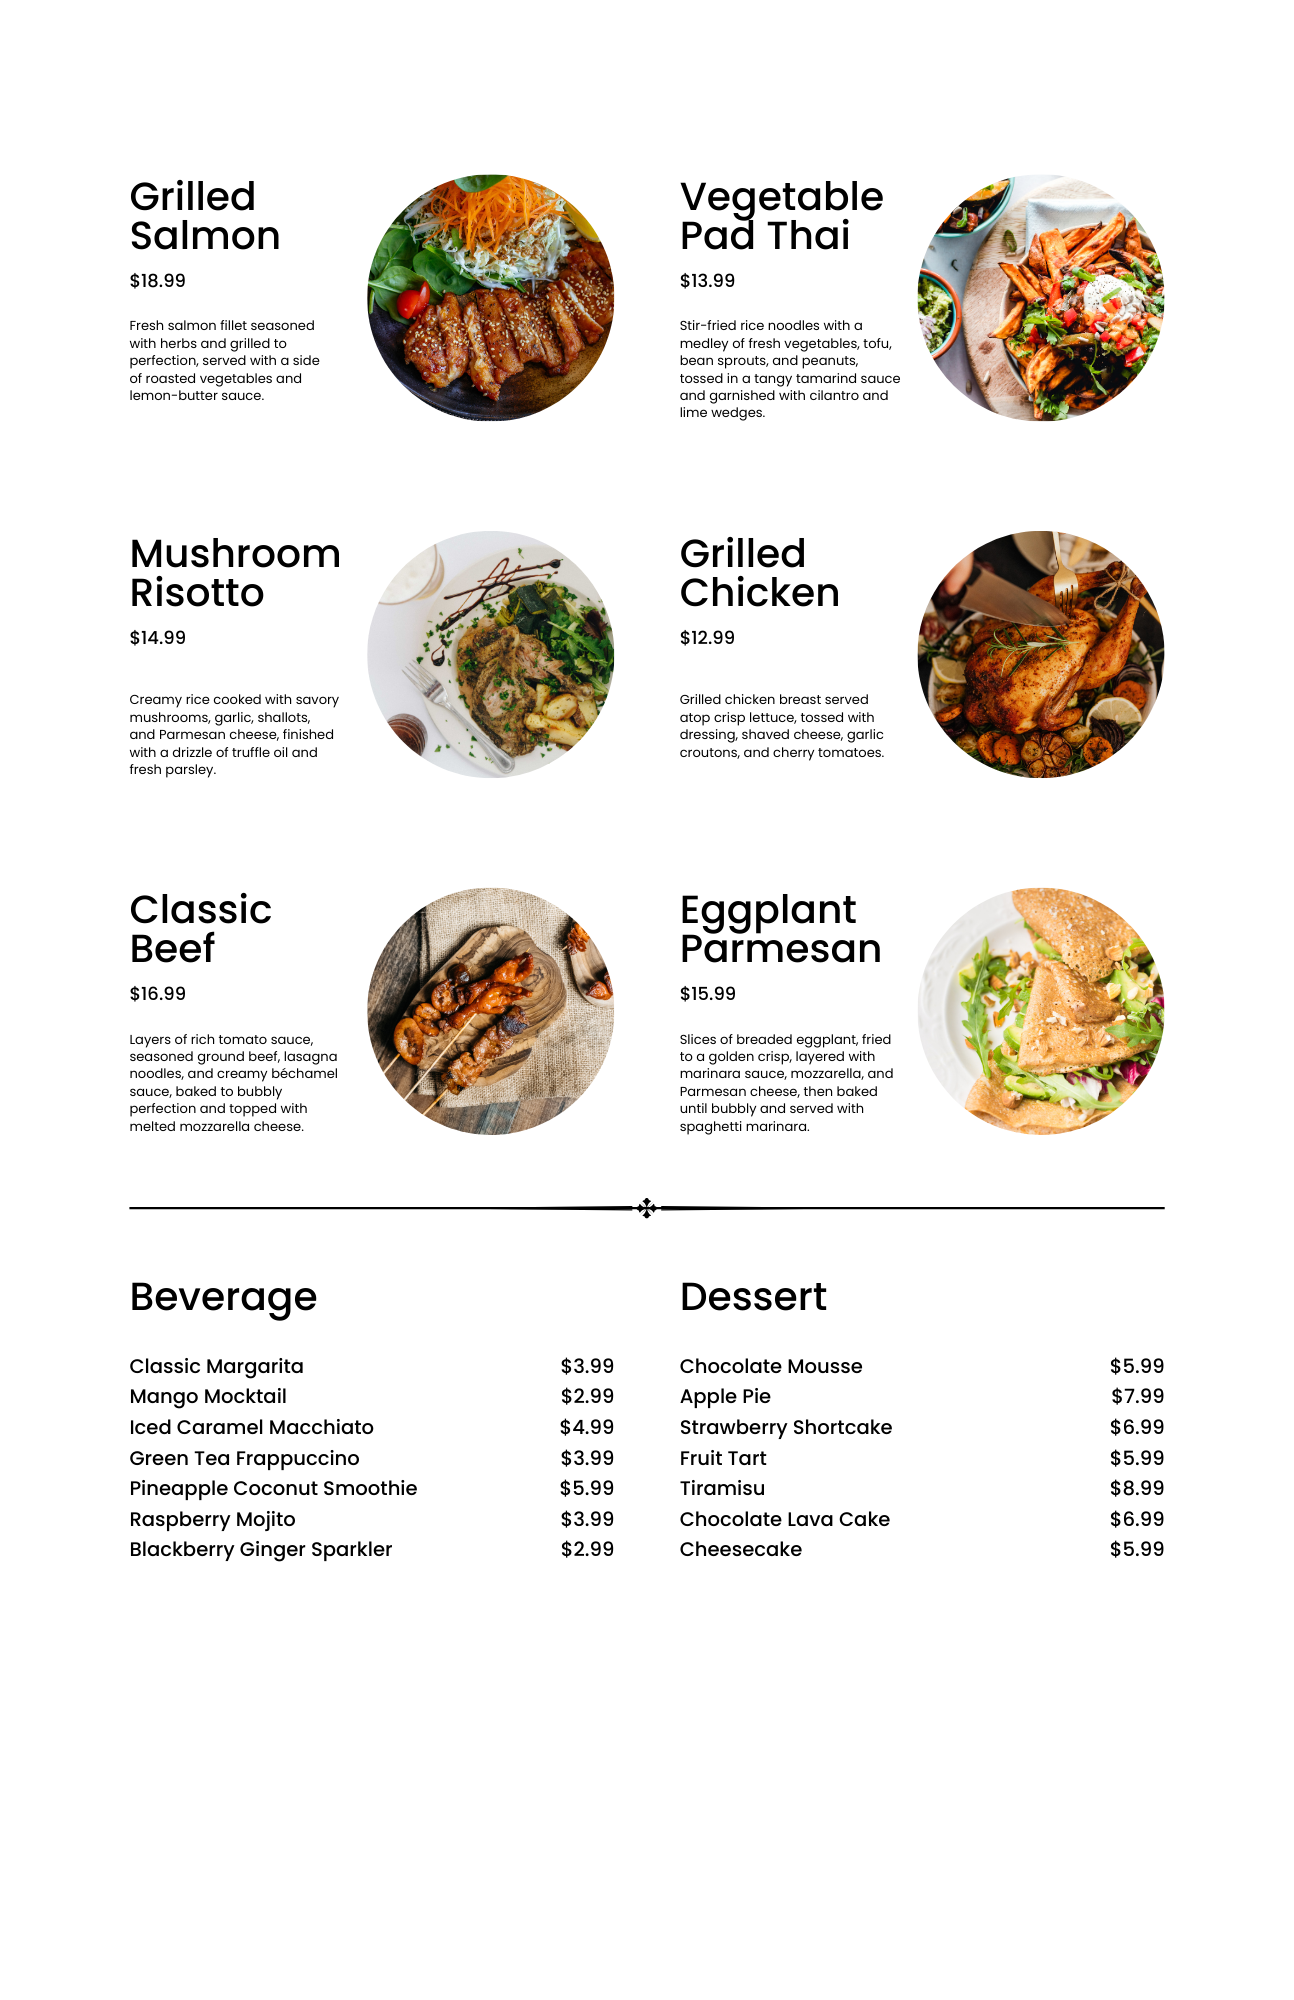 Grilled
Salmon
$18.99
Fresh salmon fillet seasoned
with herbs and grilled to
perfection, served with a side
of roasted vegetables and
lemon-butter sauce.
Vegetable
Pad Thai
$13.99
Stir-fried rice noodles with a
medley of fresh vegetables, tofu,
bean sprouts, and peanuts,
tossed in a tangy tamarind sauce
and garnished with cilantro and
lime wedges.
Mushroom
Risotto
$14.99
Creamy rice cooked with savory
mushrooms, garlic, shallots,
and Parmesan cheese, finished
with a drizzle of truffle oil and
fresh parsley.
Grilled
Chicken
$12.99
Grilled chicken breast served
atop crisp lettuce, tossed with
dressing, shaved cheese, garlic
croutons, and cherry tomatoes.
Classic
Beef
$16.99
Layers of rich tomato sauce,
seasoned ground beef, lasagna
noodles, and creamy béchamel
sauce, baked to bubbly
perfection and topped with
melted mozzarella cheese.
Eggplant
Parmesan
$15.99
Slices of breaded eggplant, fried
to a golden crisp, layered with
marinara sauce, mozzarella, and
Parmesan cheese, then baked
until bubbly and served with
spaghetti marinara.
Beverage
Classic Margarita $3.99
Mango Mocktail $2.99
Iced Caramel Macchiato $4.99
Green Tea Frappuccino $3.99
Pineapple Coconut Smoothie $5.99
Raspberry Mojito $3.99
Blackberry Ginger Sparkler $2.99
Dessert
Chocolate Mousse $5.99
Apple Pie $7.99
Strawberry Shortcake $6.99
Fruit Tart $5.99
Tiramisu $8.99
Chocolate Lava Cake $6.99
Cheesecake $5.99